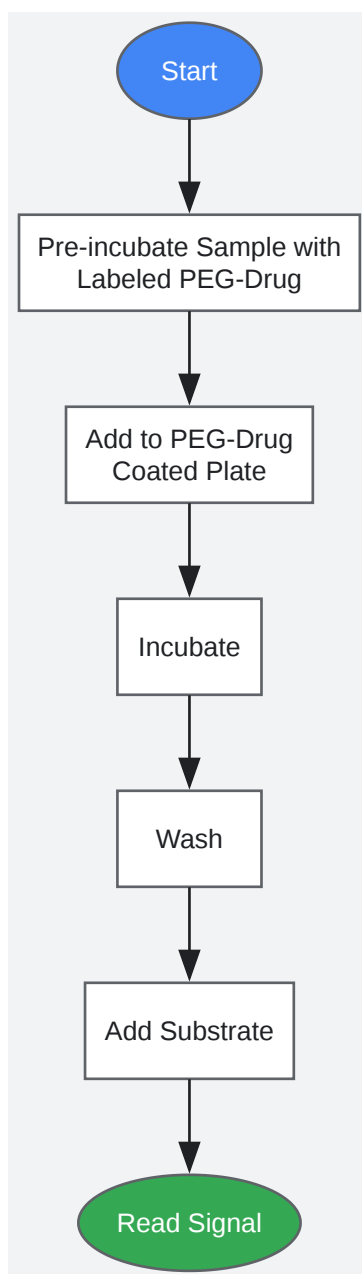 Start
Pre-incubate Sample with
Labeled PEG-Drug
Add to PEG-Drug
Coated Plate
Incubate
Wash
Add Substrate
Read Signal